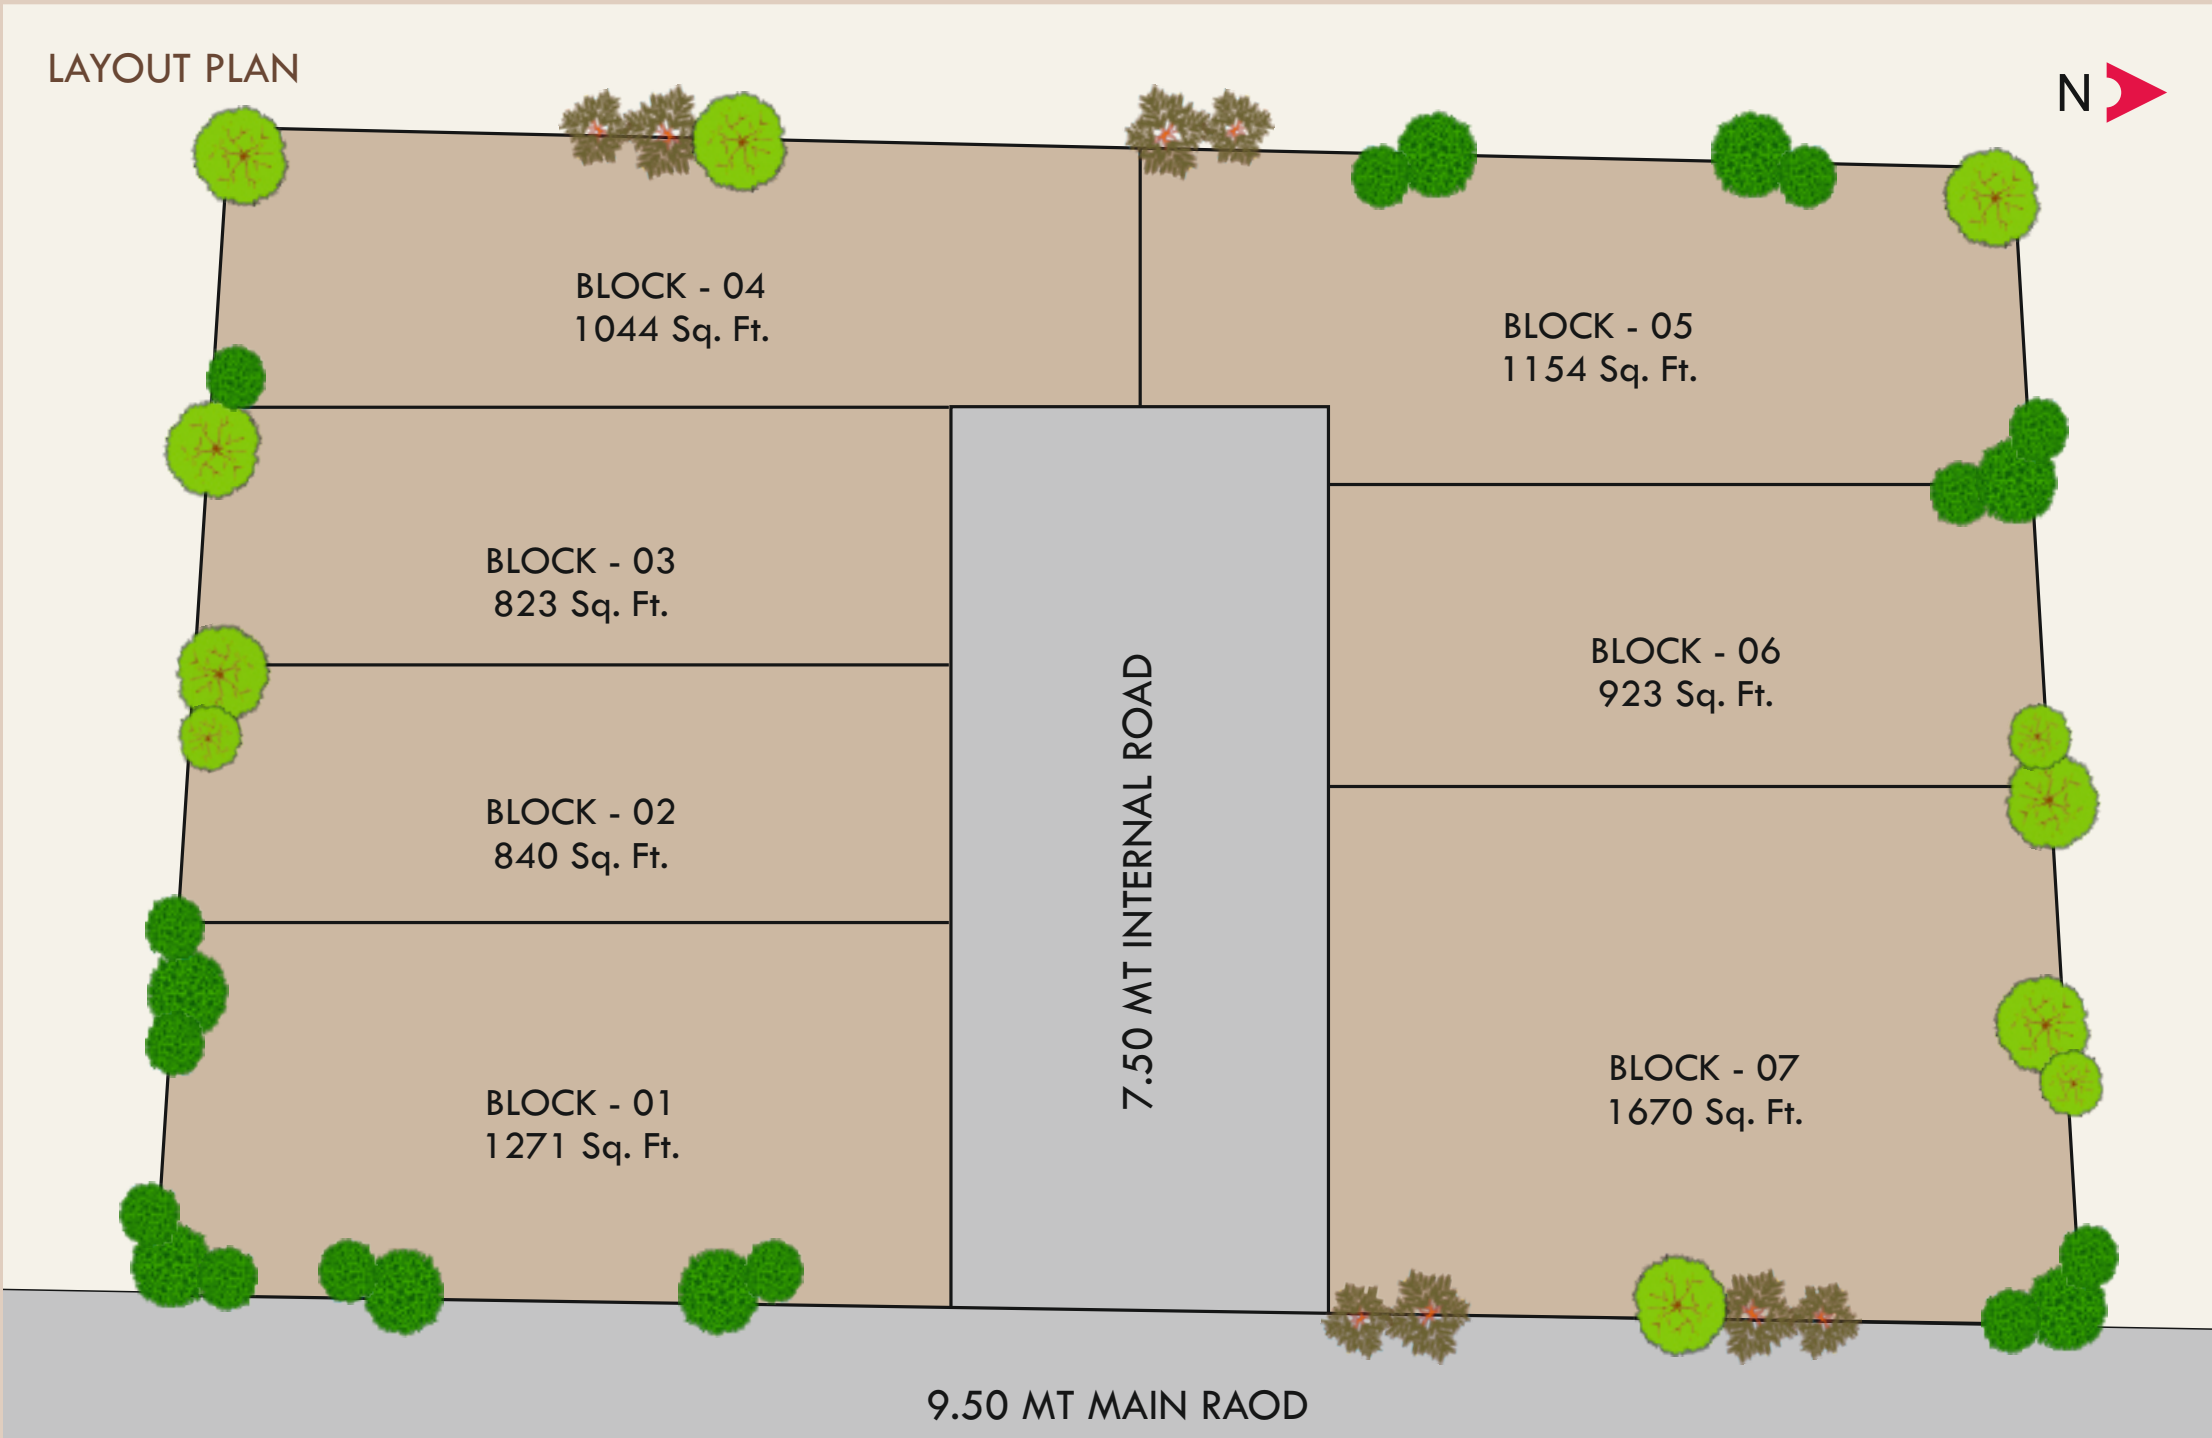 LAYOUT PLAN
N
BLOCK - 04
1044 Sq. Ft.
BLOCK - 05
1154 Sq. Ft.
BLOCK - 03
823 Sq. Ft.
BLOCK - 06
923 Sq. Ft.
BLOCK - 02
840 Sq. Ft.
7.50 MT INTERNAL ROAD
BLOCK - 01
1271 Sq. Ft.
BLOCK - 07
1670 Sq. Ft.
9.50 MT MAIN RAOD